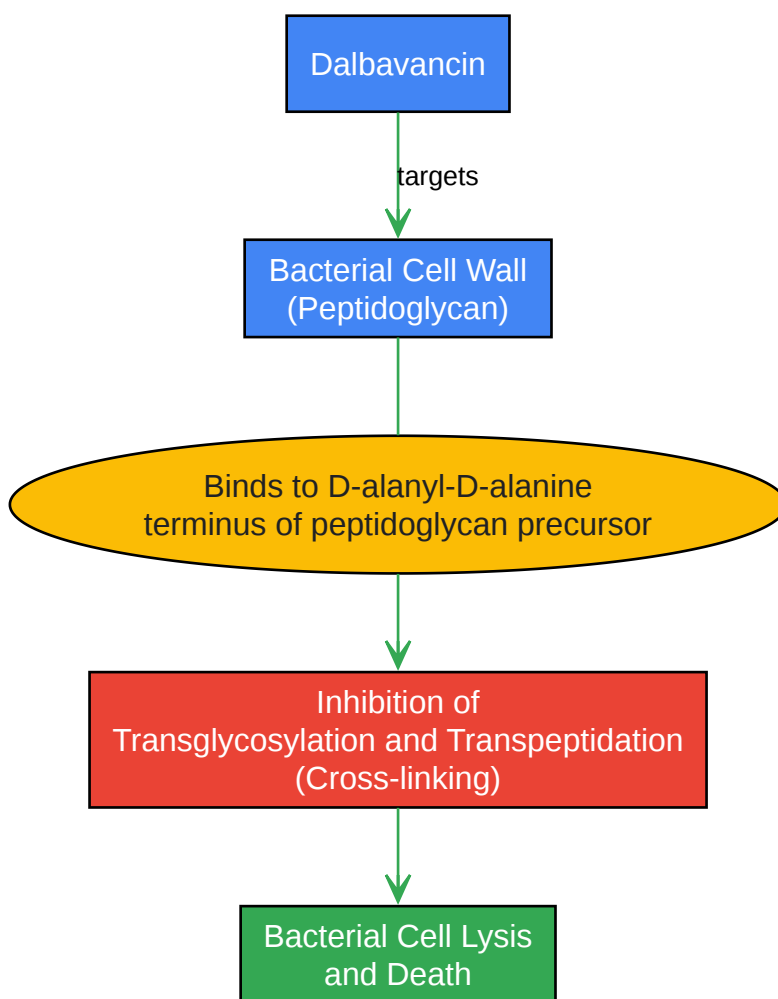 Dalbavancin
targets
Bacterial Cell Wall
(Peptidoglycan)
Binds to D-alanyl-D-alanine
terminus of peptidoglycan precursor
Inhibition of
Transglycosylation and Transpeptidation
(Cross-linking)
Bacterial Cell Lysis
and Death